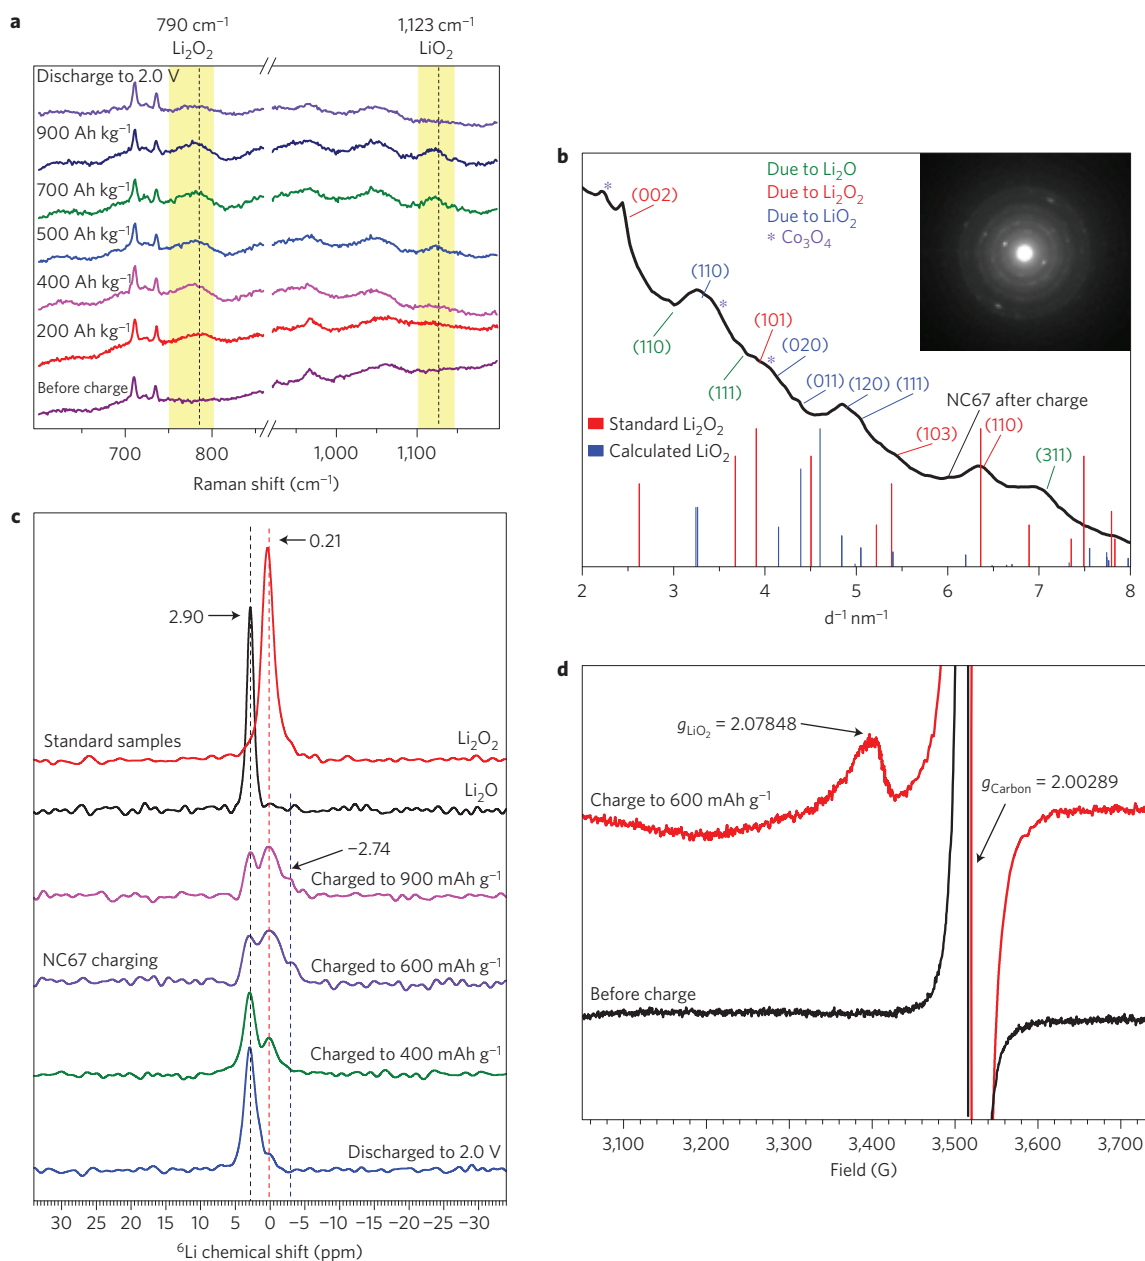 a
790 cm⁻¹
Li₂O₂
1,123 cm⁻¹
LiO₂
Discharge to 2.0 V
900 Ah kg⁻¹
700 Ah kg⁻¹
500 Ah kg⁻¹
400 Ah kg⁻¹
200 Ah kg⁻¹
Before charge
700 800 1,000 1,100
Raman shift (cm⁻¹)
b
Due to Li₂O
Due to Li₂O₂
Due to LiO₂
* Co₃O₄
*
(002)
(110)
*
(110)
(101)
(111)
*
(020)
(011)
(120)
(111)
NC67 after charge
(103)
(110)
(311)
Standard Li₂O₂
Calculated LiO₂
2 3 4 5 6 7 8
d⁻¹ nm⁻¹
c
0.21
2.90
Standard samples
Li₂O₂
Li₂O
−2.74
Charged to 900 mAh g⁻¹
NC67 charging
Charged to 600 mAh g⁻¹
Charged to 400 mAh g⁻¹
Discharged to 2.0 V
30 25 20 15 10 5 0 −5 −10 −15 −20 −25 −30
⁶Li chemical shift (ppm)
d
g LiO₂ = 2.07848
g Carbon = 2.00289
Charge to 600 mAh g⁻¹
Before charge
3,100 3,200 3,300 3,400 3,500 3,600 3,700
Field (G)